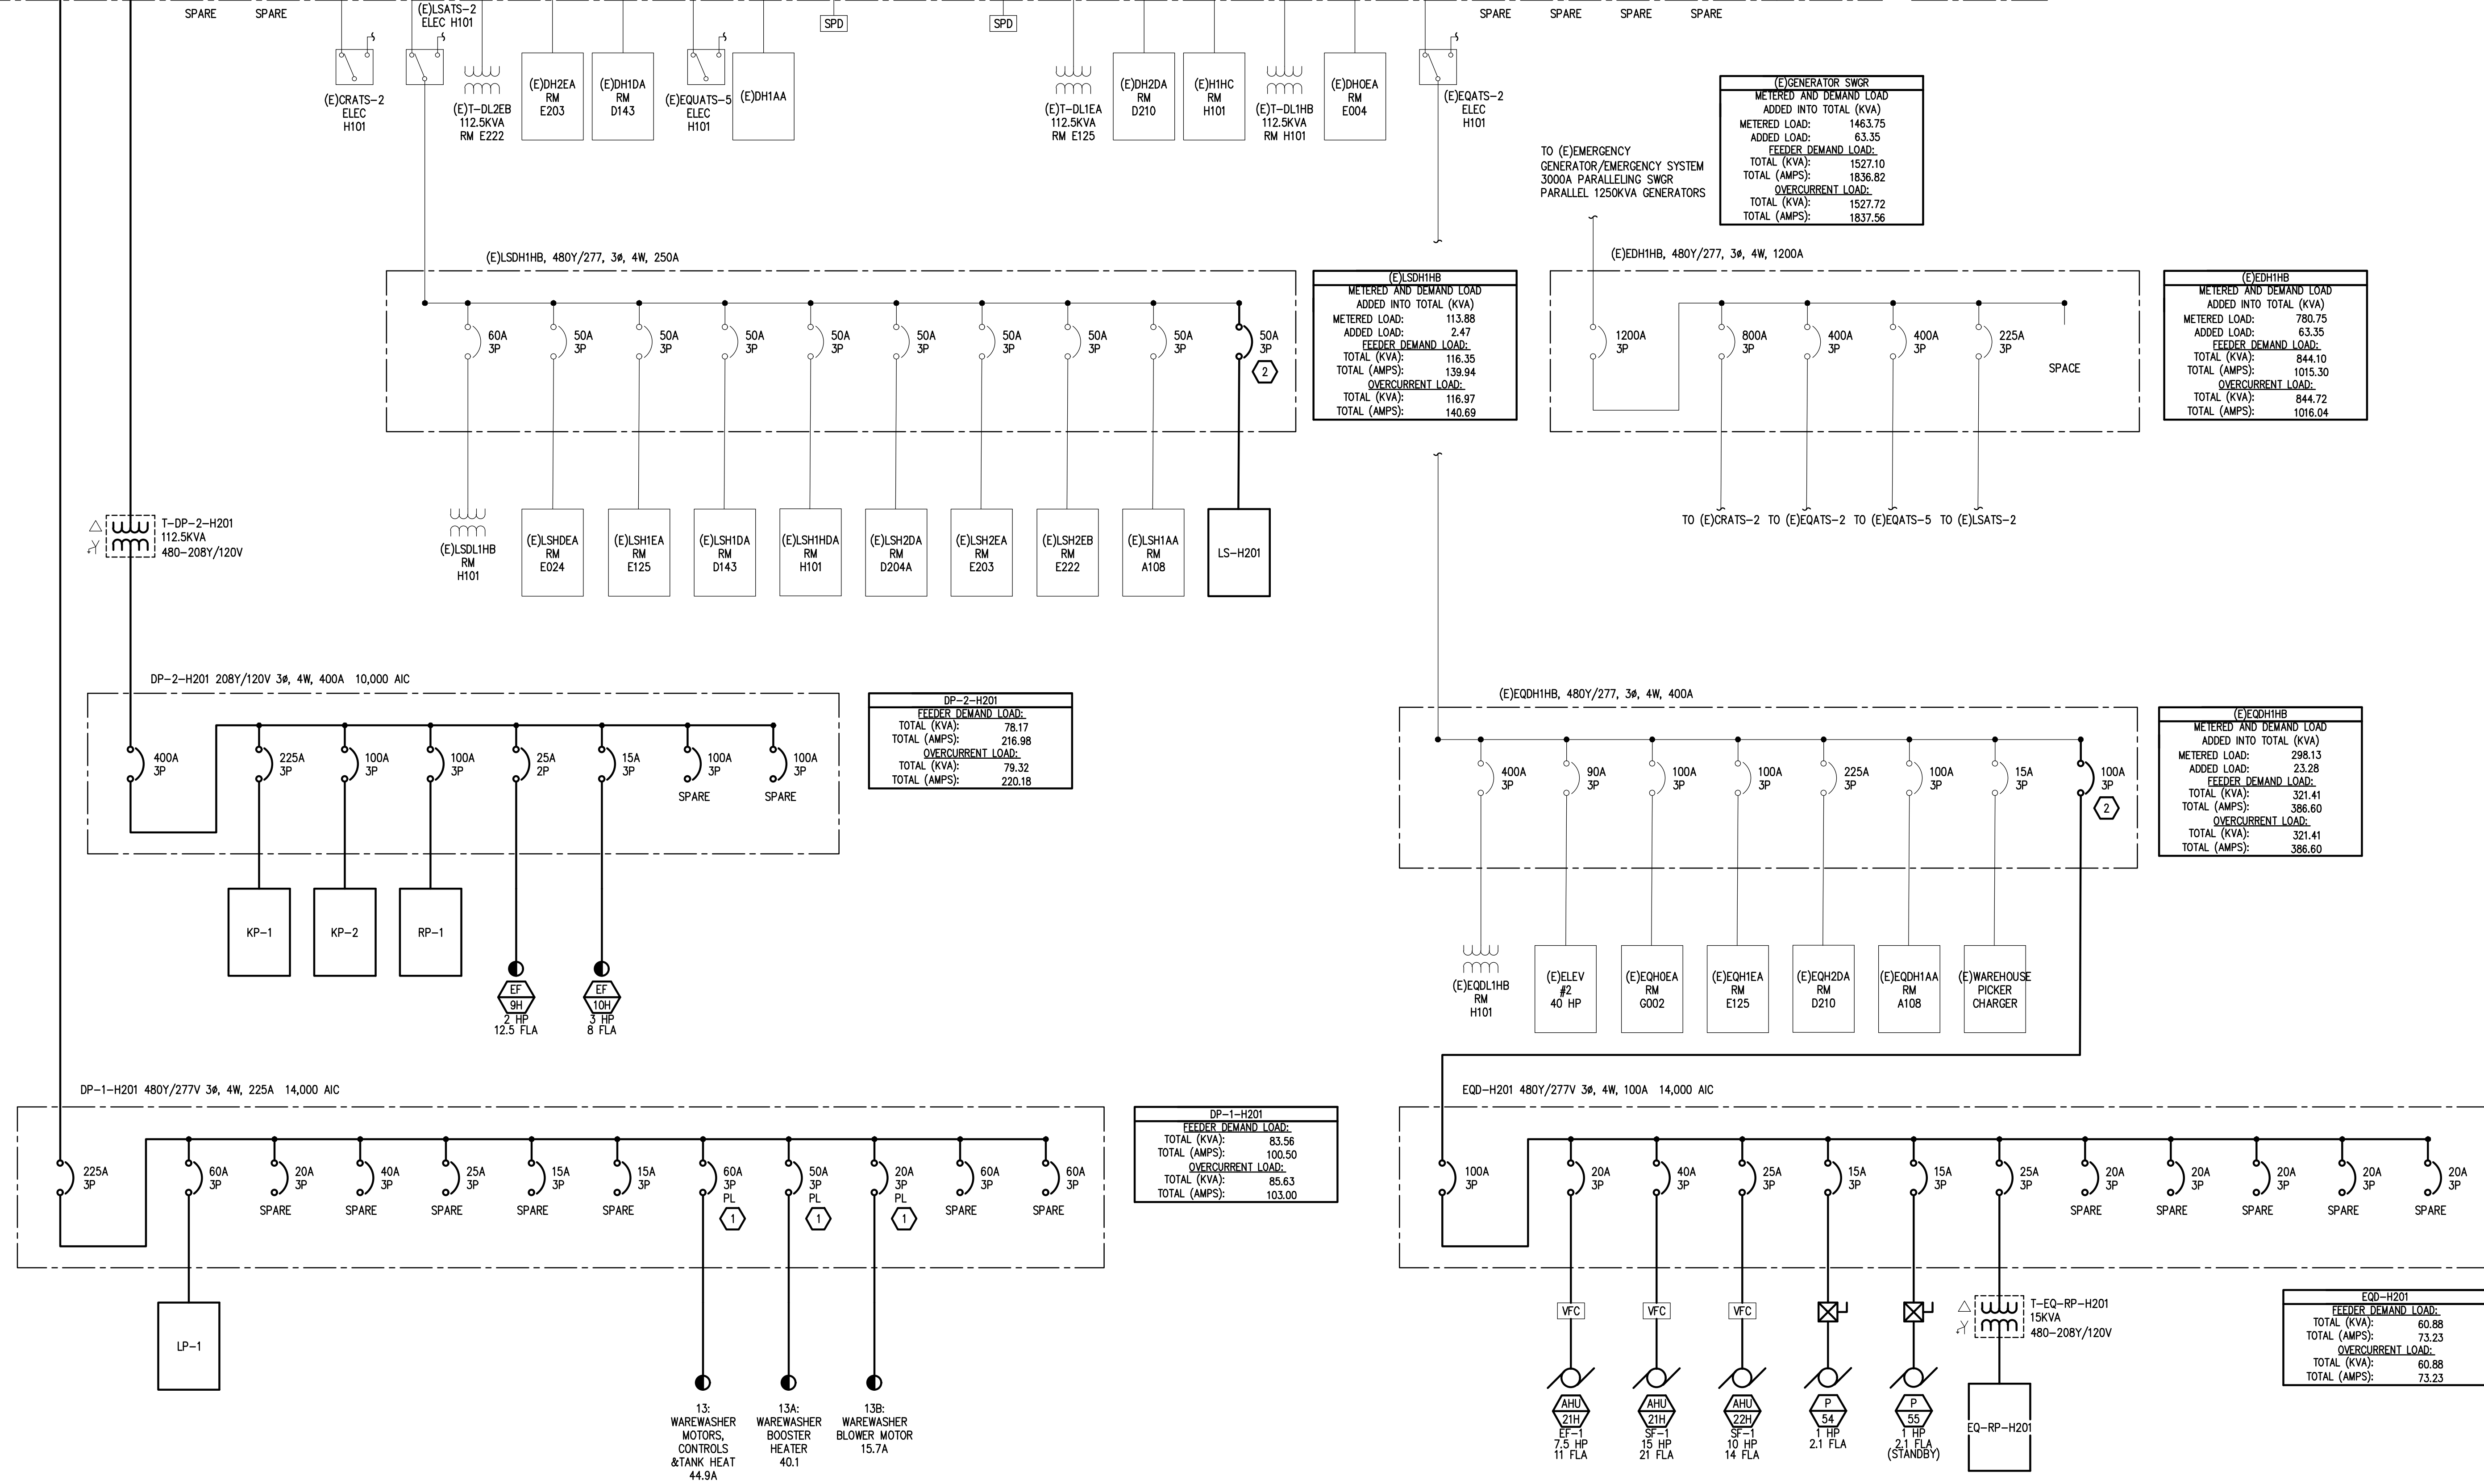 SPARE SPARE
(E)LSATS-2
ELEC H101
SPD
SPD
SPARE SPARE SPARE SPARE
(E)CRATS-2
ELEC
H101
(E)T-DL2EB
112.5KVA
RM E222
(E)DH2EA
RM
E203
(E)DH1DA
RM
D143
(E)EQUATS-5
ELEC
H101
(E)DH1AA
(E)T-DL1EA
112.5KVA
RM E125
(E)DH2DA
RM
D210
(E)H1HC
RM
H101
(E)T-DL1HB
112.5KVA
RM H101
(E)DH0EA
RM
E004
(E)EQATS-2
ELEC
H101
TO (E)EMERGENCY
GENERATOR/EMERGENCY SYSTEM
3000A PARALLELING SWGR
PARALLEL 1250KVA GENERATORS
(E)GENERATOR SWGR
METERED AND DEMAND LOAD
ADDED INTO TOTAL (KVA)
METERED LOAD: 1463.75
ADDED LOAD: 63.35
FEEDER DEMAND LOAD:
TOTAL (KVA): 1527.10
TOTAL (AMPS): 1836.82
OVERCURRENT LOAD:
TOTAL (KVA): 1527.72
TOTAL (AMPS): 1837.56
(E)LSDH1HB, 480Y/277, 3ø, 4W, 250A
60A
3P
50A
3P
50A
3P
50A
3P
50A
3P
50A
3P
50A
3P
50A
3P
50A
3P
50A
3P
2
(E)LSDL1HB
RM
H101
(E)LSHDEA
RM
E024
(E)LSH1EA
RM
E125
(E)LSH1DA
RM
D143
(E)LSH1HDA
RM
H101
(E)LSH2DA
RM
D204A
(E)LSH2EA
RM
E203
(E)LSH2EB
RM
E222
(E)LSH1AA
RM
A108
LS-H201
(E)LSDH1HB
METERED AND DEMAND LOAD
ADDED INTO TOTAL (KVA)
METERED LOAD: 113.88
ADDED LOAD: 2.47
FEEDER DEMAND LOAD:
TOTAL (KVA): 116.35
TOTAL (AMPS): 139.94
OVERCURRENT LOAD:
TOTAL (KVA): 116.97
TOTAL (AMPS): 140.69
(E)EDH1HB, 480Y/277, 3ø, 4W, 1200A
1200A
3P
800A
3P
400A
3P
400A
3P
225A
3P
SPACE
TO (E)CRATS-2 TO (E)EQATS-2 TO (E)EQATS-5 TO (E)LSATS-2
(E)EDH1HB
METERED AND DEMAND LOAD
ADDED INTO TOTAL (KVA)
METERED LOAD: 780.75
ADDED LOAD: 63.35
FEEDER DEMAND LOAD:
TOTAL (KVA): 844.10
TOTAL (AMPS): 1015.30
OVERCURRENT LOAD:
TOTAL (KVA): 844.72
TOTAL (AMPS): 1016.04
T-DP-2-H201
112.5KVA
480-208Y/120V
Y
DP-2-H201 208Y/120V 3ø, 4W, 400A 10,000 AIC
400A
3P
225A
3P
100A
3P
100A
3P
25A
2P
15A
3P
100A
3P
SPARE
100A
3P
SPARE
KP-1
KP-2
RP-1
EF
9H
2 HP
12.5 FLA
EF
10H
3 HP
8 FLA
DP-2-H201
FEEDER DEMAND LOAD:
TOTAL (KVA): 78.17
TOTAL (AMPS): 216.98
OVERCURRENT LOAD:
TOTAL (KVA): 79.32
TOTAL (AMPS): 220.18
(E)EQDH1HB, 480Y/277, 3ø, 4W, 400A
400A
3P
90A
3P
100A
3P
100A
3P
225A
3P
100A
3P
15A
3P
100A
3P
2
(E)EQDL1HB
RM
H101
(E)ELEV
#2
40 HP
(E)EQH0EA
RM
G002
(E)EQH1EA
RM
E125
(E)EQH2DA
RM
D210
(E)EQDH1AA
RM
A108
(E)WAREHOUSE
PICKER
CHARGER
(E)EQDH1HB
METERED AND DEMAND LOAD
ADDED INTO TOTAL (KVA)
METERED LOAD: 298.13
ADDED LOAD: 23.28
FEEDER DEMAND LOAD:
TOTAL (KVA): 321.41
TOTAL (AMPS): 386.60
OVERCURRENT LOAD:
TOTAL (KVA): 321.41
TOTAL (AMPS): 386.60
DP-1-H201 480Y/277V 3ø, 4W, 225A 14,000 AIC
225A
3P
60A
3P
20A
3P
SPARE
40A
3P
SPARE
25A
3P
SPARE
15A
3P
SPARE
15A
3P
SPARE
60A
3P
PL
1
50A
3P
PL
1
20A
3P
PL
1
60A
3P
SPARE
60A
3P
SPARE
LP-1
13:
WAREWASHER
MOTORS,
CONTROLS
&TANK HEAT
44.9A
13A:
WAREWASHER
BOOSTER
HEATER
40.1
13B:
WAREWASHER
BLOWER MOTOR
15.7A
DP-1-H201
FEEDER DEMAND LOAD:
TOTAL (KVA): 83.56
TOTAL (AMPS): 100.50
OVERCURRENT LOAD:
TOTAL (KVA): 85.63
TOTAL (AMPS): 103.00
EQD-H201 480Y/277V 3ø, 4W, 100A 14,000 AIC
100A
3P
20A
3P
40A
3P
25A
3P
15A
3P
15A
3P
25A
3P
20A
3P
SPARE
20A
3P
SPARE
20A
3P
SPARE
20A
3P
SPARE
20A
3P
SPARE
VFC
VFC
VFC
AHU
21H
EF-1
7.5 HP
11 FLA
AHU
21H
SF-1
15 HP
21 FLA
AHU
22H
SF-1
10 HP
14 FLA
P
54
1 HP
2.1 FLA
P
55
1 HP
2.1 FLA
(STANDBY)
T-EQ-RP-H201
15KVA
480-208Y/120V
Y
EQ-RP-H201
EQD-H201
FEEDER DEMAND LOAD:
TOTAL (KVA): 60.88
TOTAL (AMPS): 73.23
OVERCURRENT LOAD:
TOTAL (KVA): 60.88
TOTAL (AMPS): 73.23